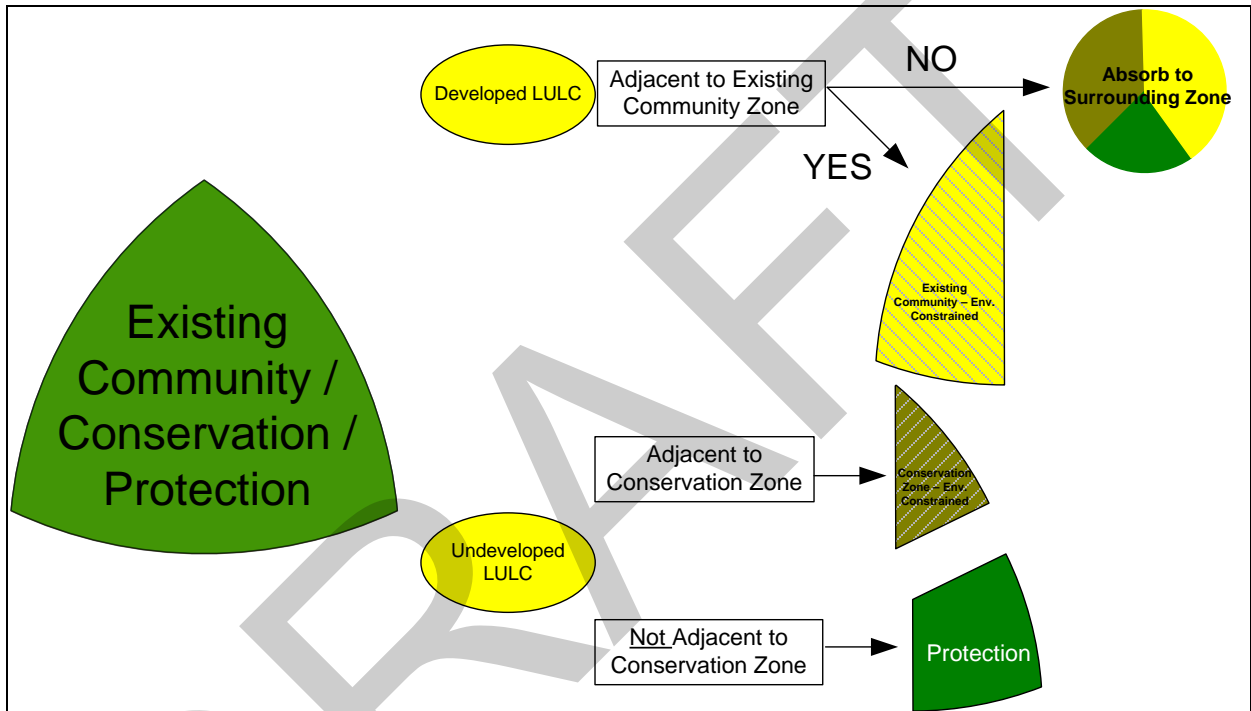 Developed LULC
Adjacent to Existing
Community Zone
NO
YES
Absorb to
Surrounding Zone
Existing
Community – Env.
Constrained
Existing
Community /
Conservation /
Protection
Adjacent to
Conservation Zone
Conservation
Zone – Env.
Constrained
Undeveloped
LULC
Not Adjacent to
Conservation Zone
Protection
DRAFT